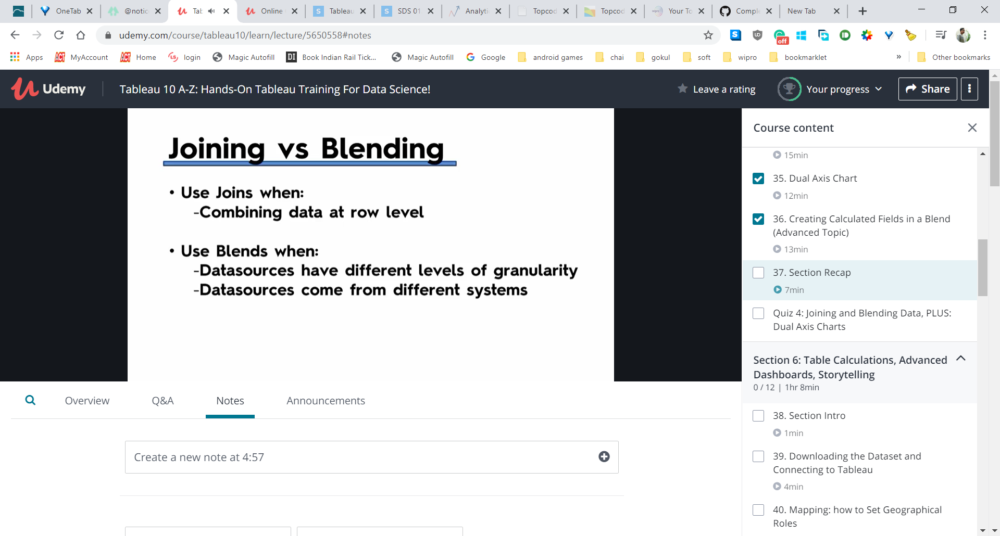 OneTab
@notic
Tab
Online
Tableau
SDS 01
Analyti
Topcod
Topcod
Your To
Comple
New Tab
udemy.com/course/tableau10/learn/lecture/5650558#notes
off
Apps
ACT MyAccount
ACT Home
LS login
Magic Autofill
DI Book Indian Rail Tick...
Magic Autofill
G Google
android games
chai
gokul
soft
wipro
bookmarklet
»
Other bookmarks
Udemy
Tableau 10 A-Z: Hands-On Tableau Training For Data Science!
Leave a rating
Your progress
Share
Joining vs Blending
• Use Joins when:
-Combining data at row level
• Use Blends when:
-Datasources have different levels of granularity
-Datasources come from different systems
Overview
Q&A
Notes
Announcements
Create a new note at 4:57
Course content
15min
35. Dual Axis Chart
12min
36. Creating Calculated Fields in a Blend
(Advanced Topic)
13min
37. Section Recap
7min
Quiz 4: Joining and Blending Data, PLUS:
Dual Axis Charts
Section 6: Table Calculations, Advanced
Dashboards, Storytelling
0 / 12 | 1hr 8min
38. Section Intro
1min
39. Downloading the Dataset and
Connecting to Tableau
4min
40. Mapping: how to Set Geographical
Roles